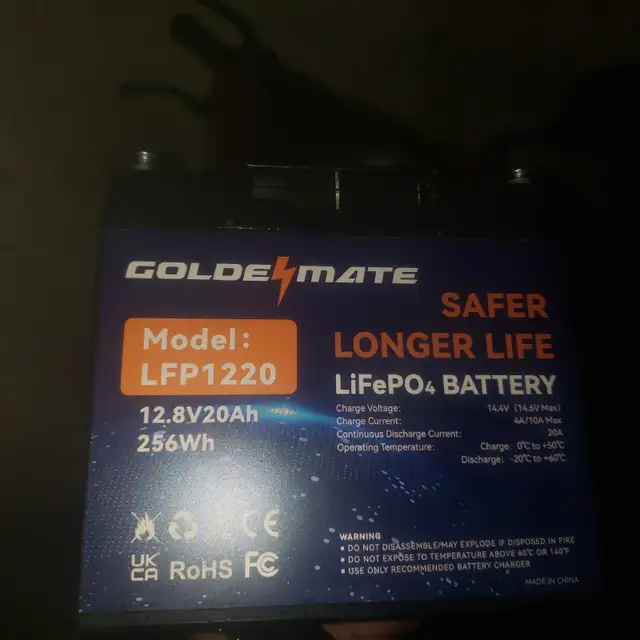 GOLDENMATE
SAFER
LONGER LIFE
LiFePO4 BATTERY
Model:
LFP1220
12.8V20Ah
256Wh
Charge Voltage: 14.4V (14.6V Max)
Charge Current: 4A/10A Max
Continuous Discharge Current: 20A
Operating Temperature: Charge: 0℃ to +50℃
Discharge: -20℃ to +60℃
CE
UK
CA RoHS FC
WARNING
▪ DO NOT DISASSEMBLE/MAY EXPLODE IF DISPOSED IN FIRE
▪ DO NOT EXPOSE TO TEMPERATURE ABOVE 60℃ OR 140℉
▪ USE ONLY RECOMMENDED BATTERY CHARGER
MADE IN CHINA